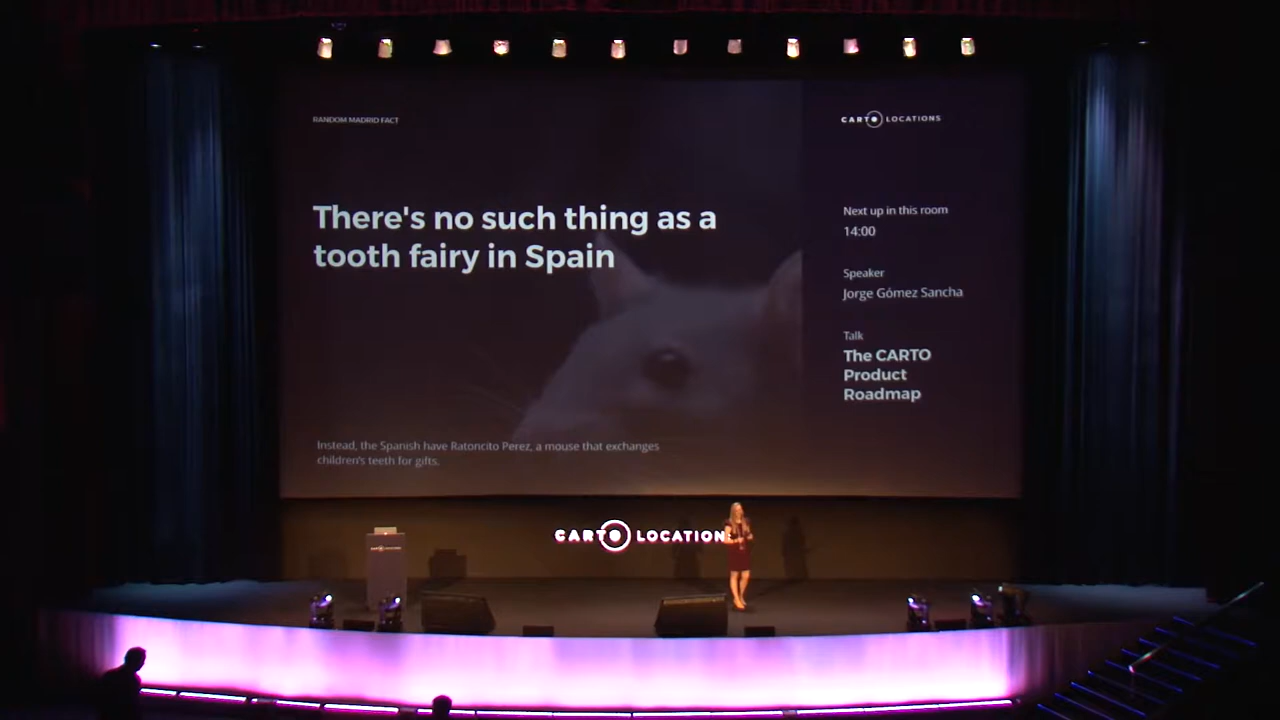 RANDOM MADRID FACT
There's no such thing as a
tooth fairy in Spain
Instead, the Spanish have Ratoncito Perez, a mouse that exchanges
children's teeth for gifts.
CARTO LOCATIONS
Next up in this room
14:00
Speaker
Jorge Gómez Sancha
Talk
The CARTO
Product
Roadmap
CARTO LOCATION